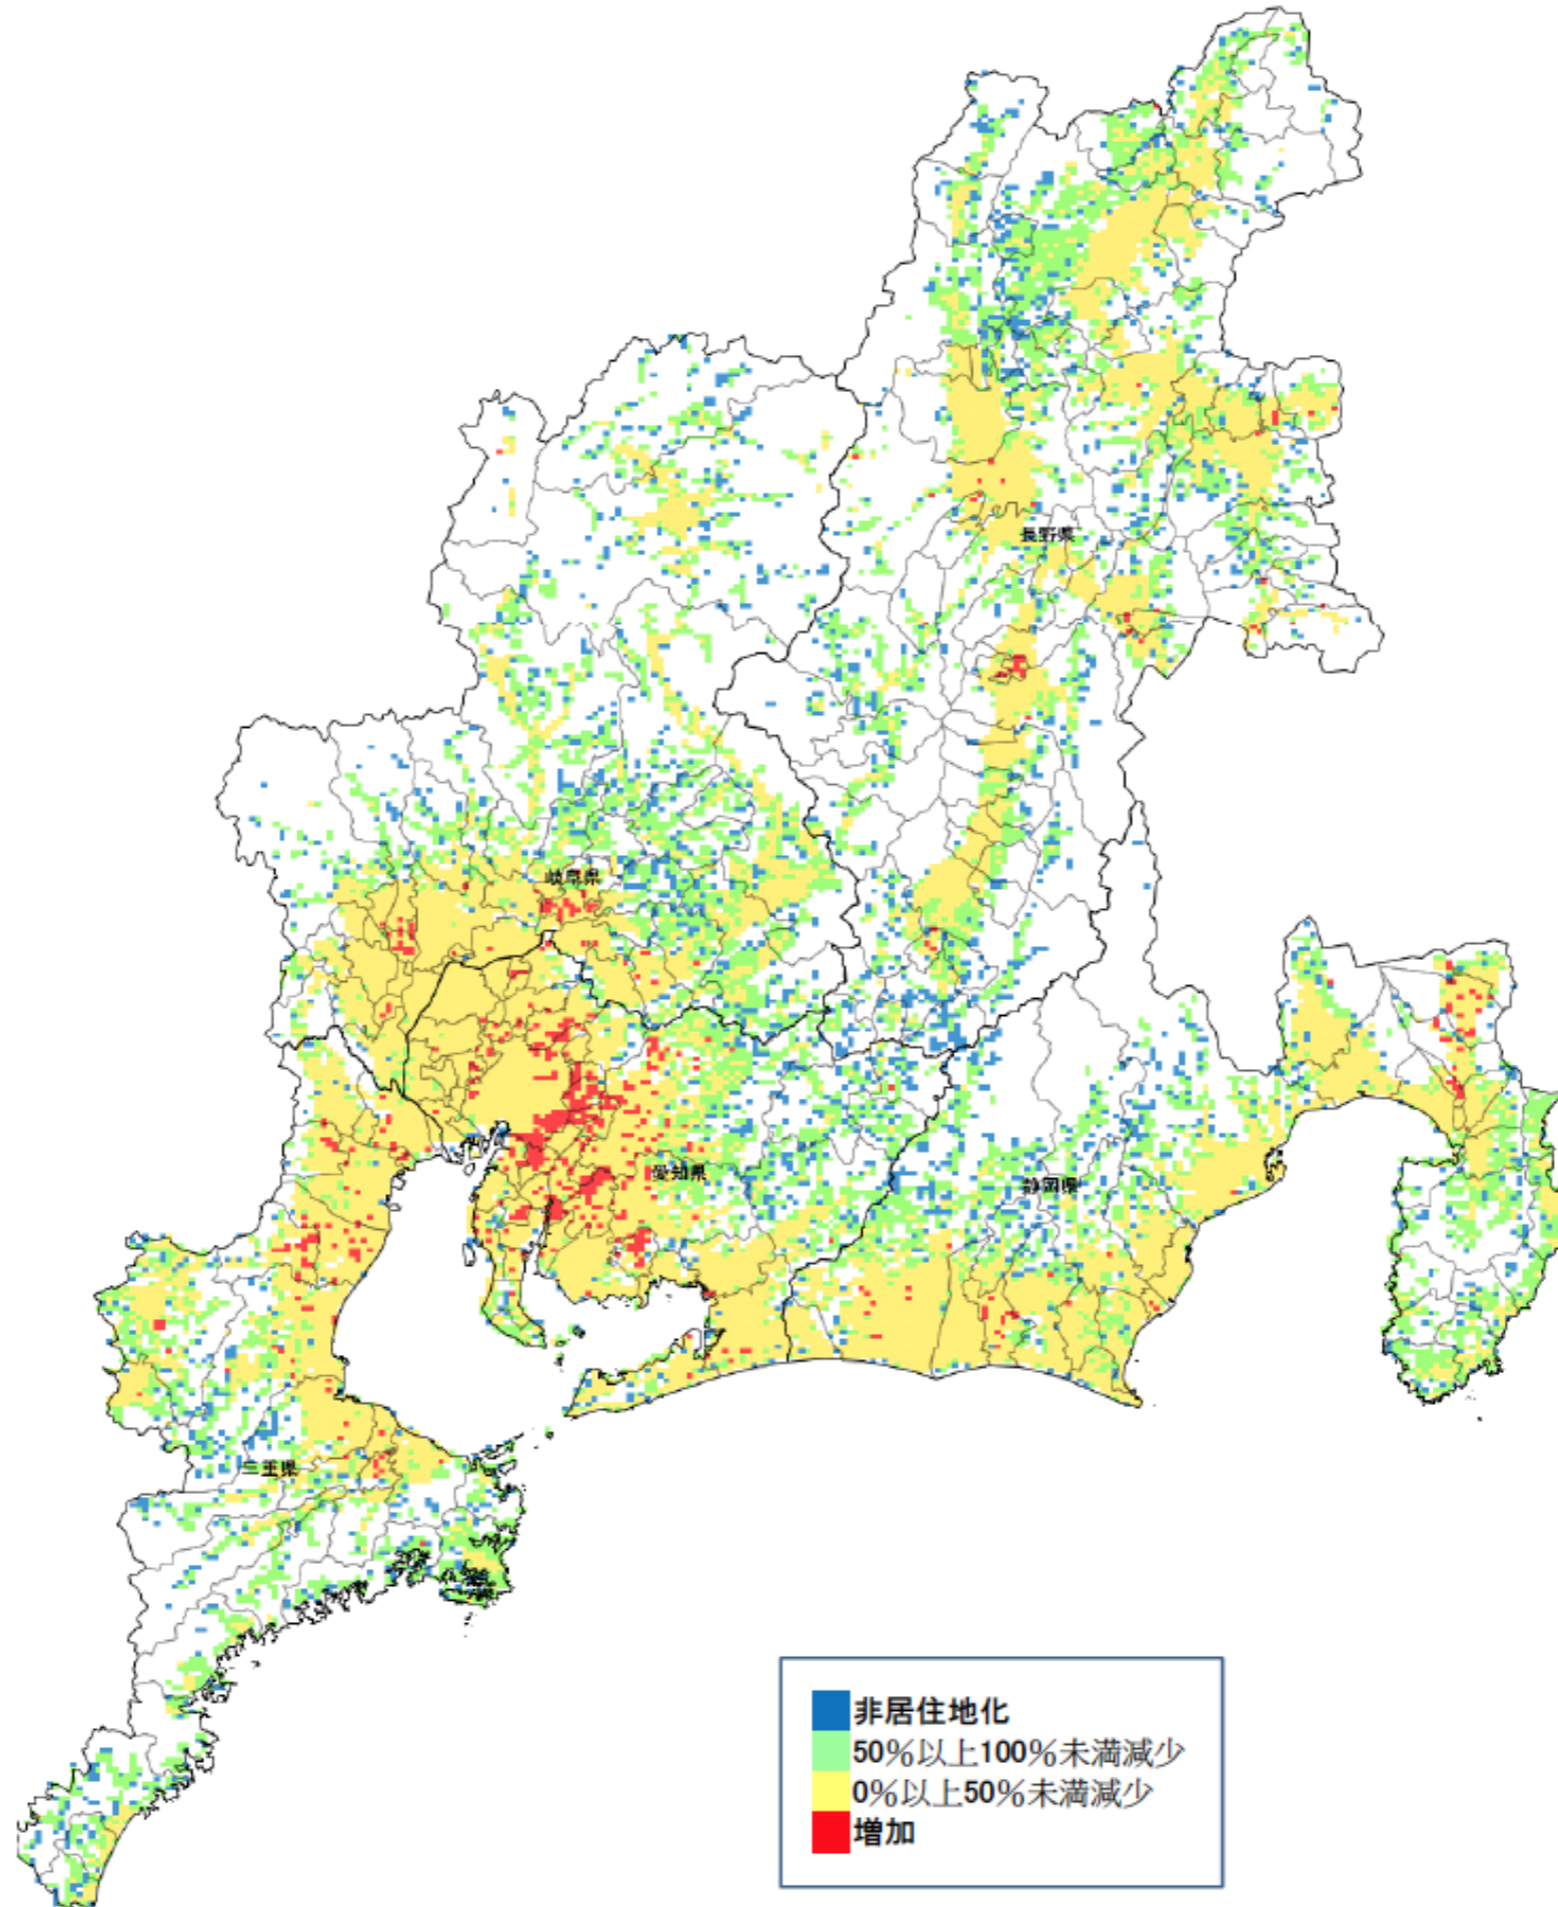 長野県
岐阜県
愛知県
静岡県
三重県
非居住地化
50%以上100%未満減少
0%以上50%未満減少
増加